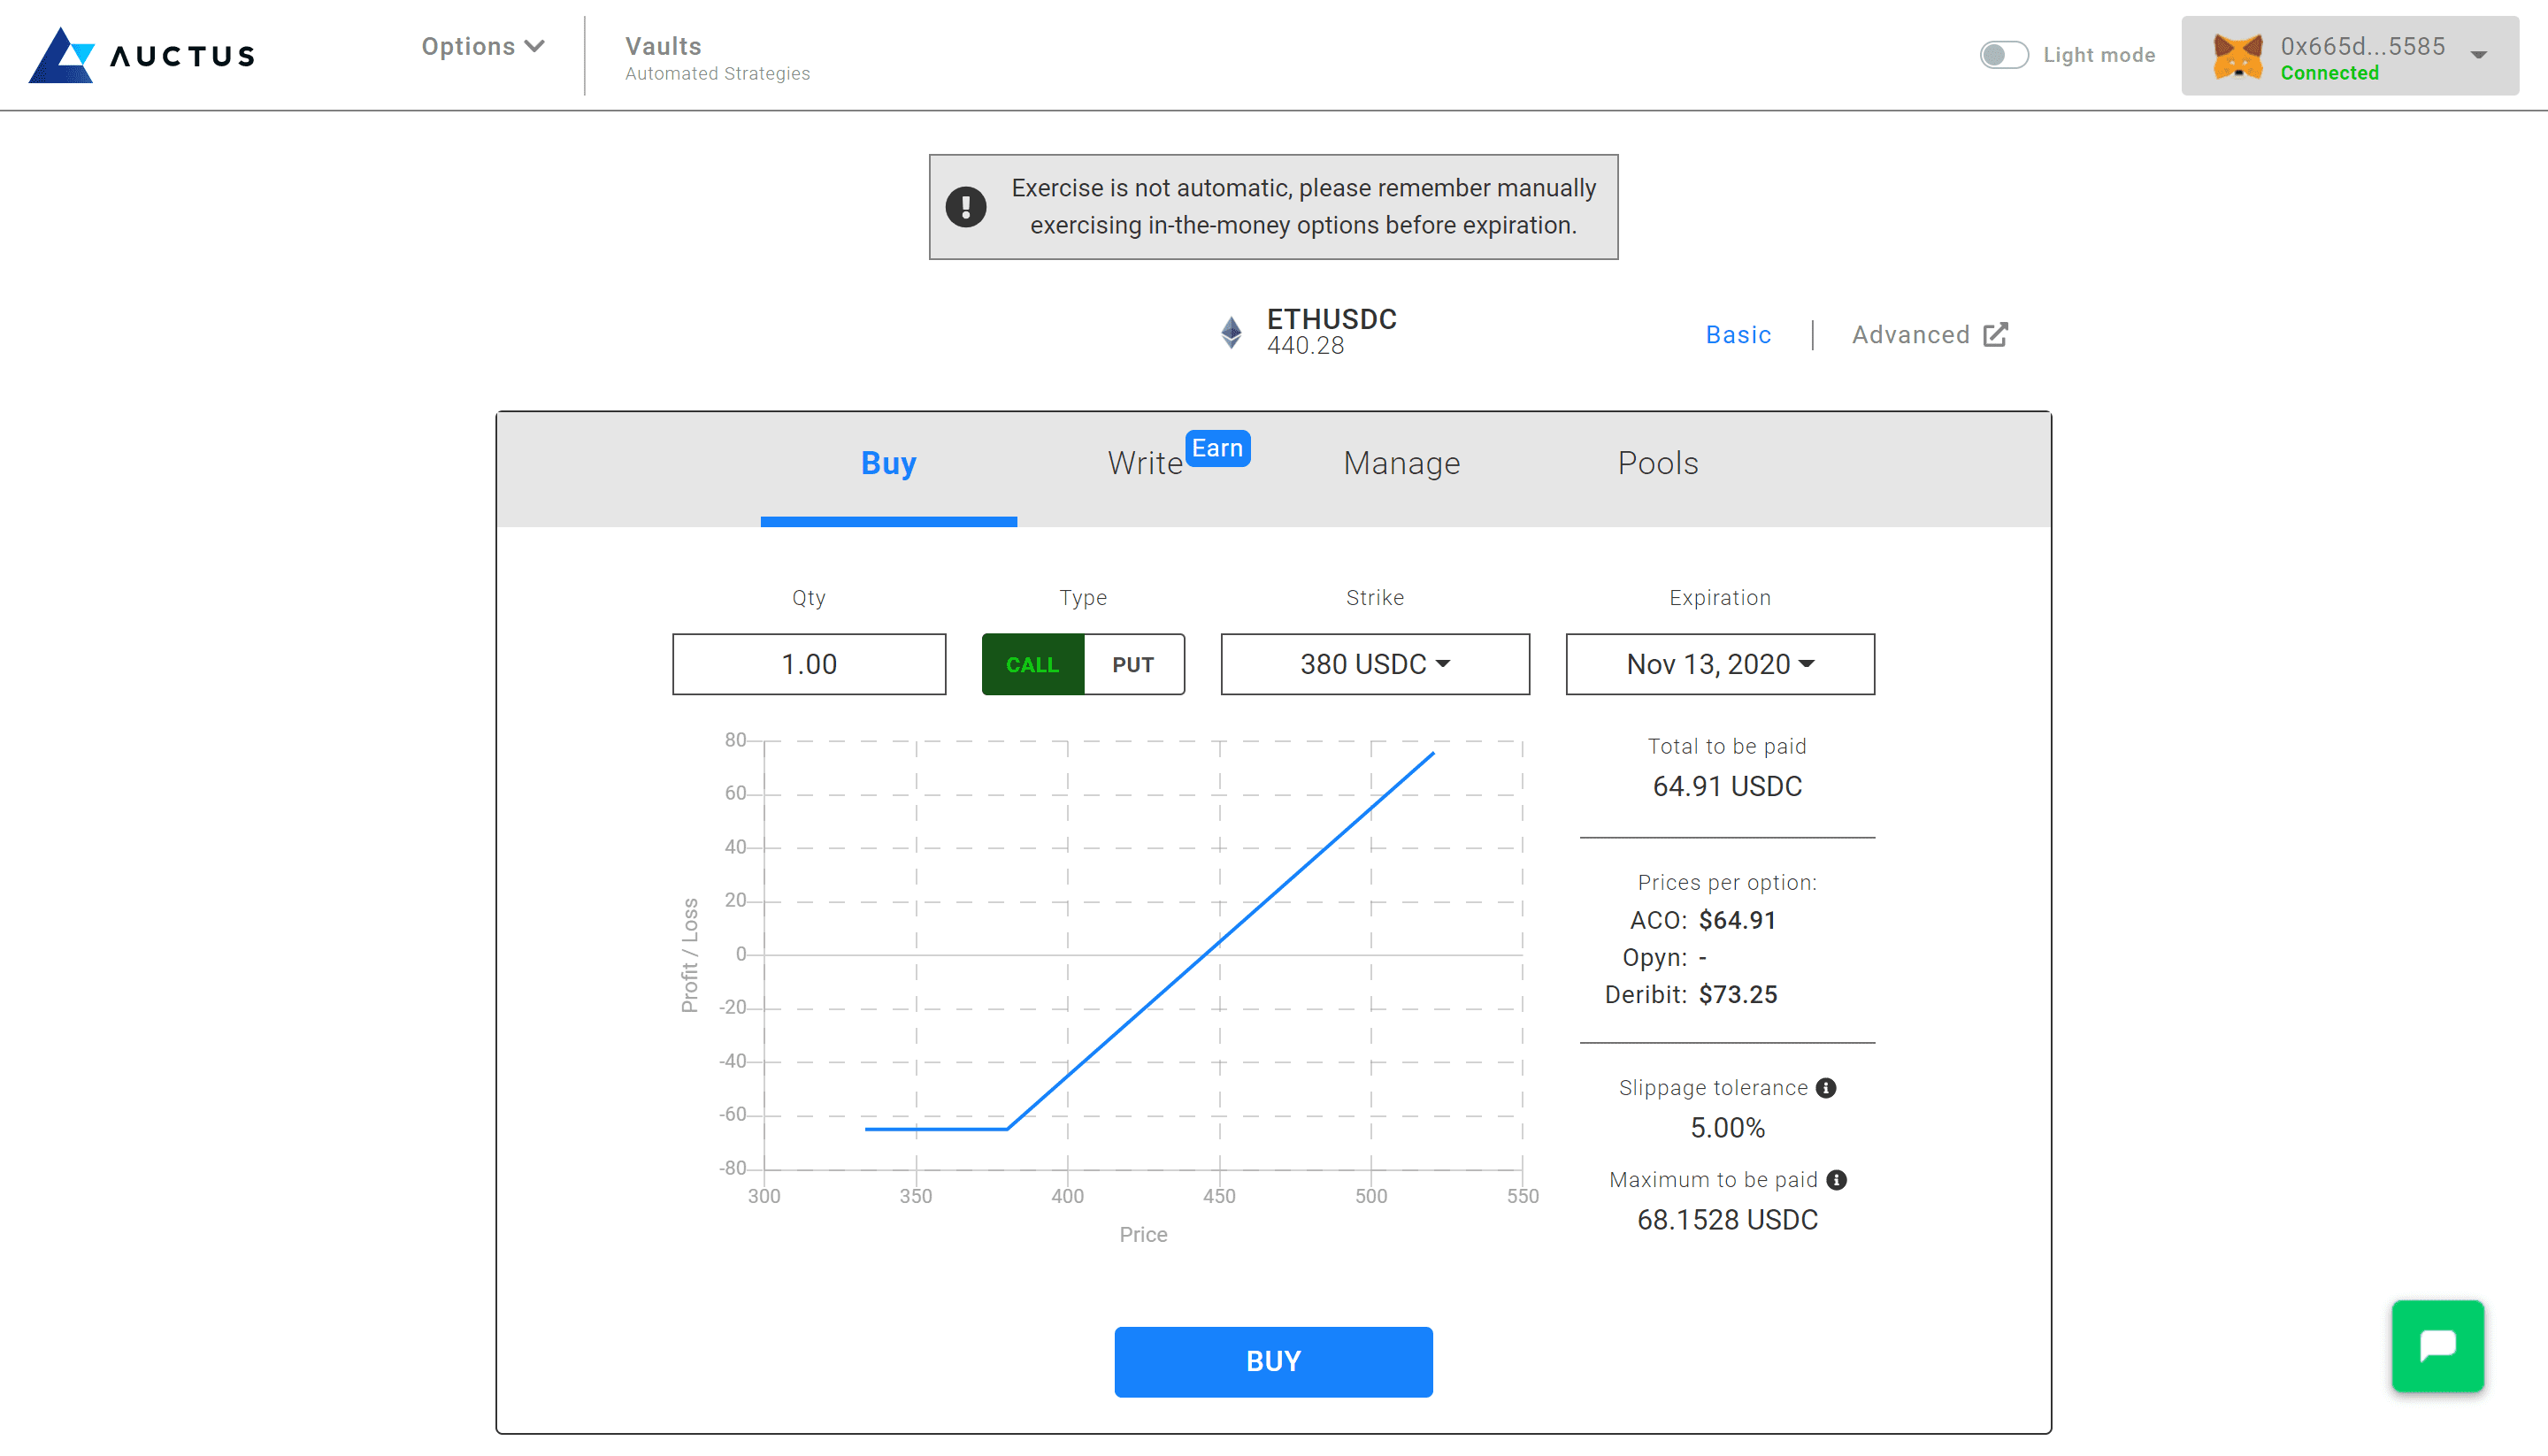 AUCTUS
Options
Vaults
Automated Strategies
Light mode
0x665d...5585
Connected
Exercise is not automatic, please remember manually
exercising in-the-money options before expiration.
ETHUSDC
440.28
Basic
Advanced
Buy
Write
Earn
Manage
Pools
Qty
Type
Strike
Expiration
1.00
CALL
PUT
380 USDC
Nov 13, 2020
80
60
40
20
0
-20
-40
-60
-80
Profit / Loss
300
350
400
450
500
550
Price
Total to be paid
64.91 USDC
Prices per option:
ACO: $64.91
Opyn: -
Deribit: $73.25
Slippage tolerance
5.00%
Maximum to be paid
68.1528 USDC
BUY